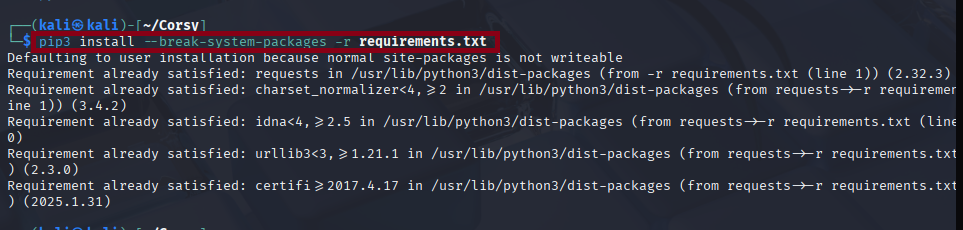 ┌──(kali㉿kali)-[~/Corsy]
└─$ pip3 install --break-system-packages -r requirements.txt
Defaulting to user installation because normal site-packages is not writeable
Requirement already satisfied: requests in /usr/lib/python3/dist-packages (from -r requirements.txt (line 1)) (2.32.3)
Requirement already satisfied: charset_normalizer<4,≥2 in /usr/lib/python3/dist-packages (from requests→-r requiremen
ine 1)) (3.4.2)
Requirement already satisfied: idna<4,≥2.5 in /usr/lib/python3/dist-packages (from requests→-r requirements.txt (line
0)
Requirement already satisfied: urllib3<3,≥1.21.1 in /usr/lib/python3/dist-packages (from requests→-r requirements.txt
) (2.3.0)
Requirement already satisfied: certifi≥2017.4.17 in /usr/lib/python3/dist-packages (from requests→-r requirements.txt
) (2025.1.31)